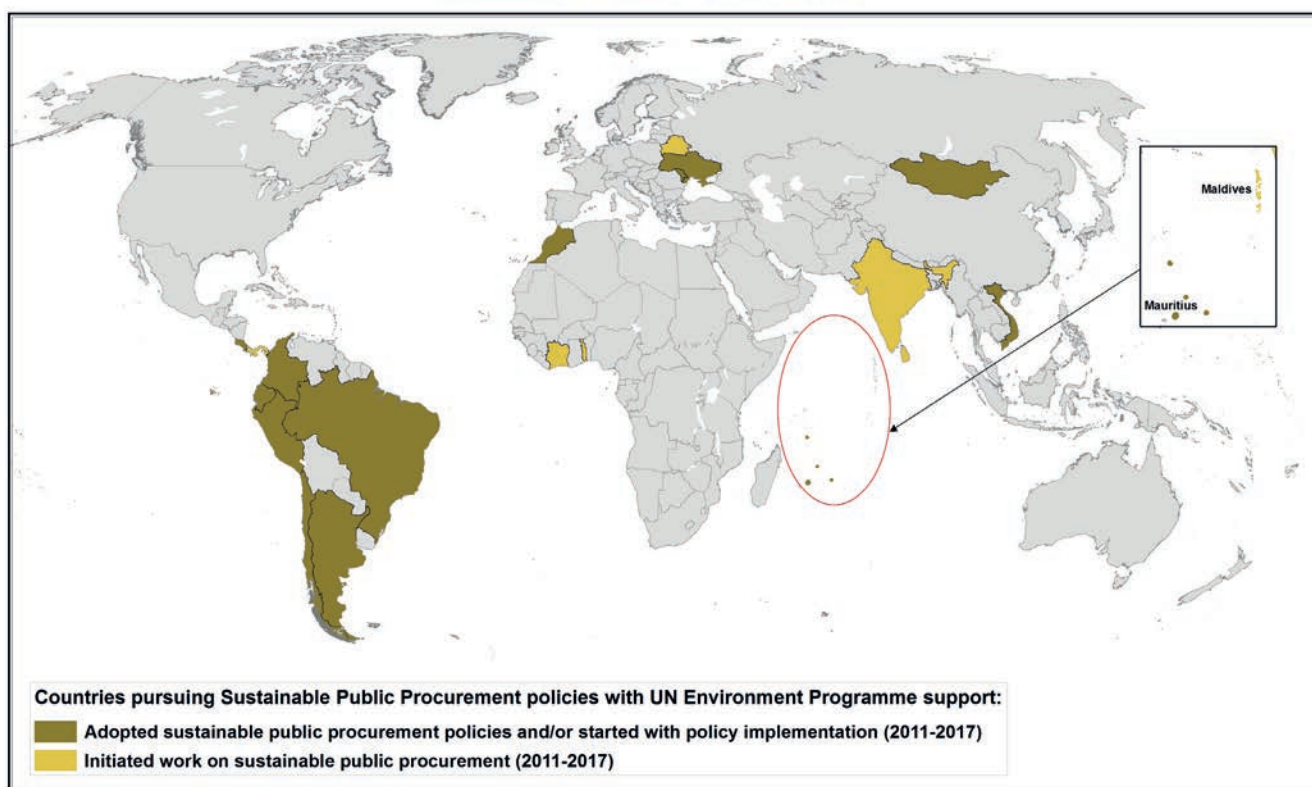 Maldives
Mauritius
Countries pursuing Sustainable Public Procurement policies with UN Environment Programme support:
Adopted sustainable public procurement policies and/or started with policy implementation (2011-2017)
Initiated work on sustainable public procurement (2011-2017)